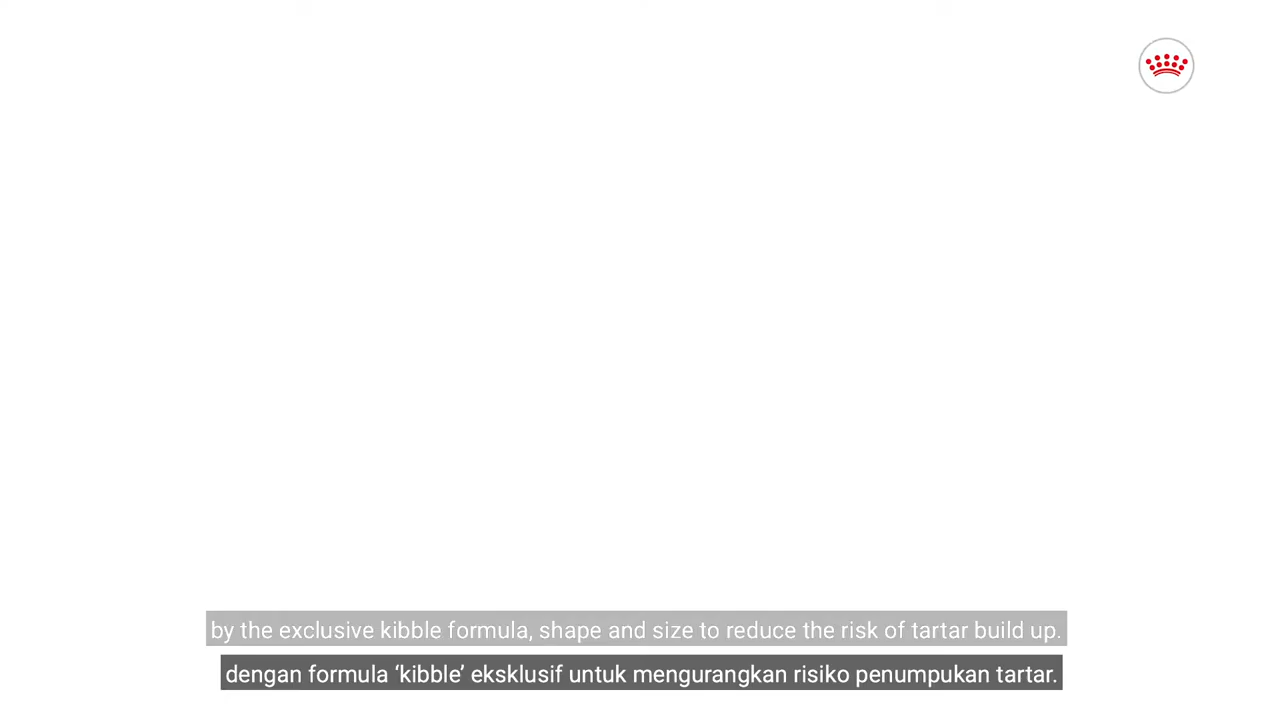 by the exclusive kibble formula, shape and size to reduce the risk of tartar build up.
dengan formula ‘kibble’ eksklusif untuk mengurangkan risiko penumpukan tartar.